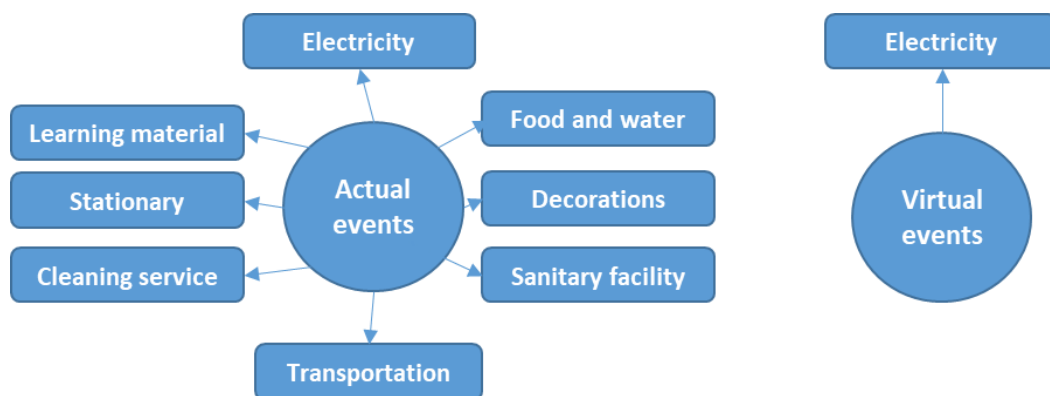 Electricity
Electricity
Learning material
Food and water
Stationary
Actual
events
Decorations
Virtual
events
Cleaning service
Sanitary facility
Transportation